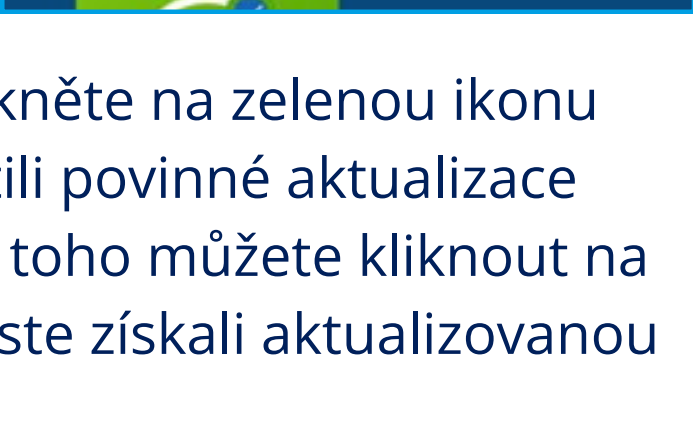 kněte na zelenou ikonu
ili povinné aktualizace
toho můžete kliknout na
ste získali aktualizovanou